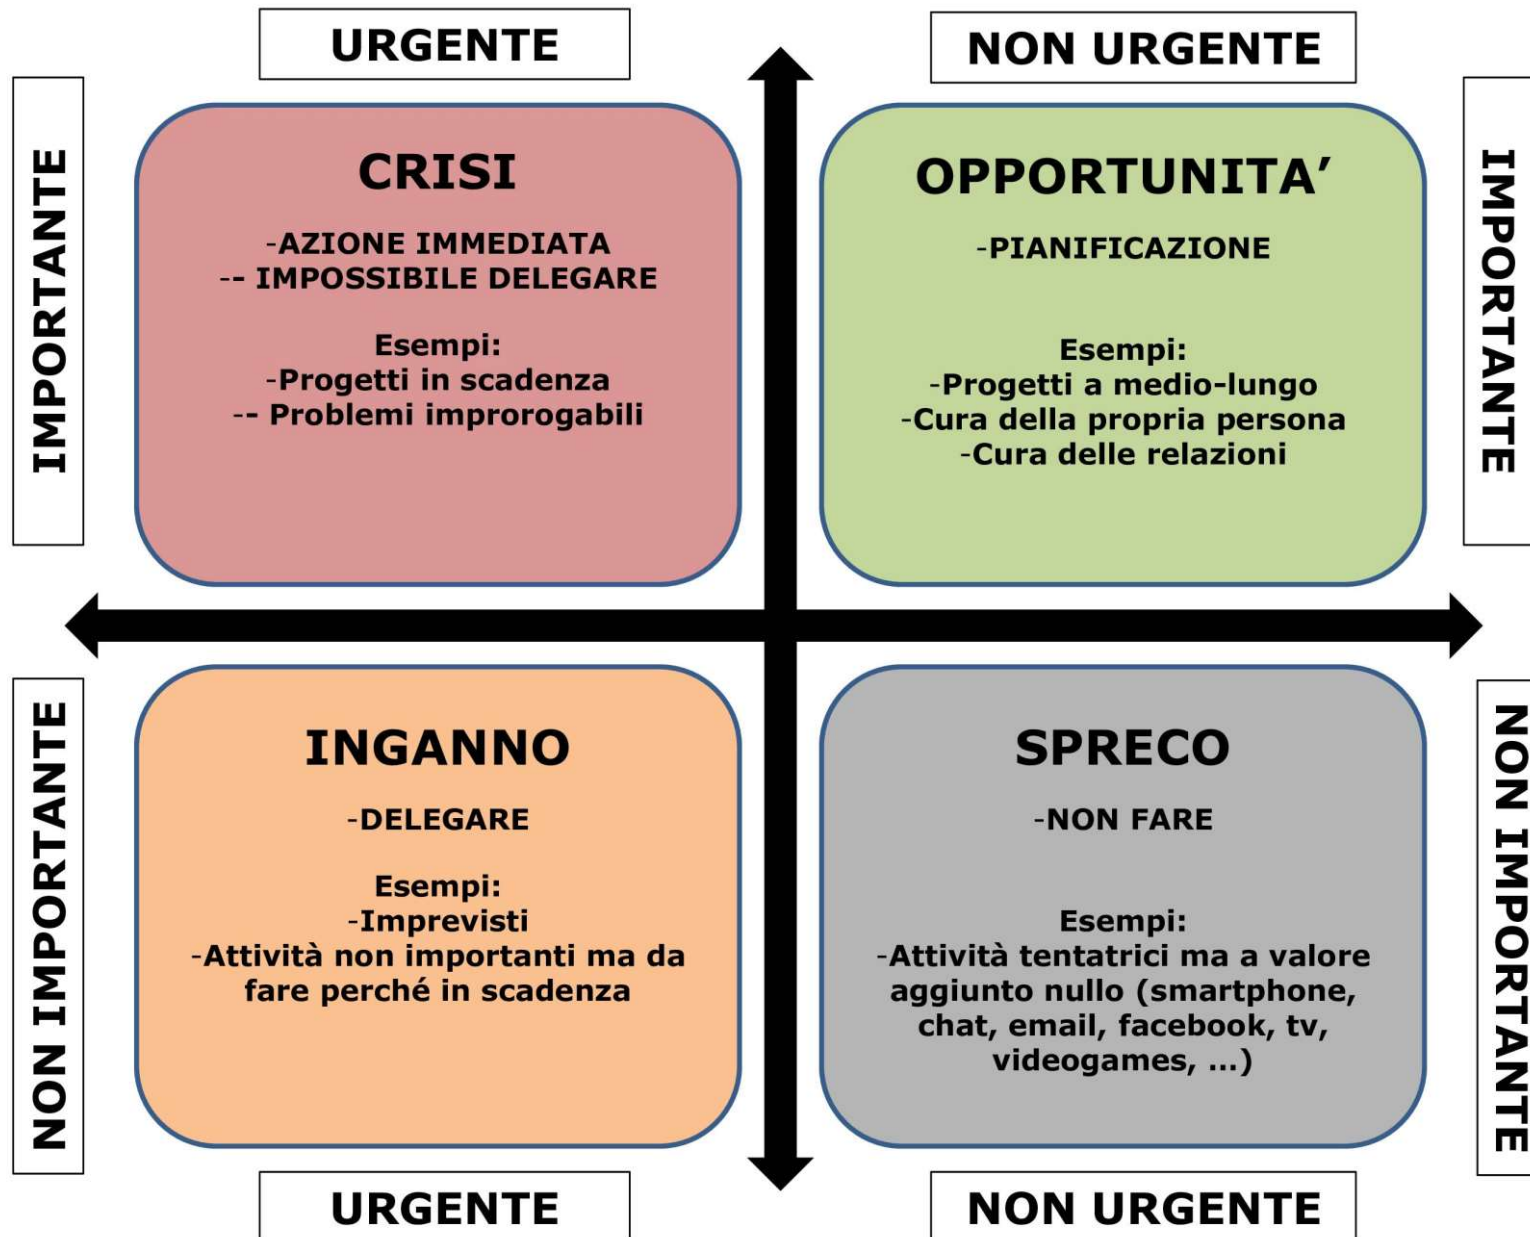 URGENTE
NON URGENTE
IMPORTANTE
CRISI
-AZIONE IMMEDIATA
-- IMPOSSIBILE DELEGARE
Esempi:
-Progetti in scadenza
-- Problemi improrogabili
OPPORTUNITA’
-PIANIFICAZIONE
Esempi:
-Progetti a medio-lungo
-Cura della propria persona
-Cura delle relazioni
IMPORTANTE
NON IMPORTANTE
INGANNO
-DELEGARE
Esempi:
-Imprevisti
-Attività non importanti ma da
fare perché in scadenza
SPRECO
-NON FARE
Esempi:
-Attività tentatrici ma a valore
aggiunto nullo (smartphone,
chat, email, facebook, tv,
videogames, ...)
NON IMPORTANTE
URGENTE
NON URGENTE